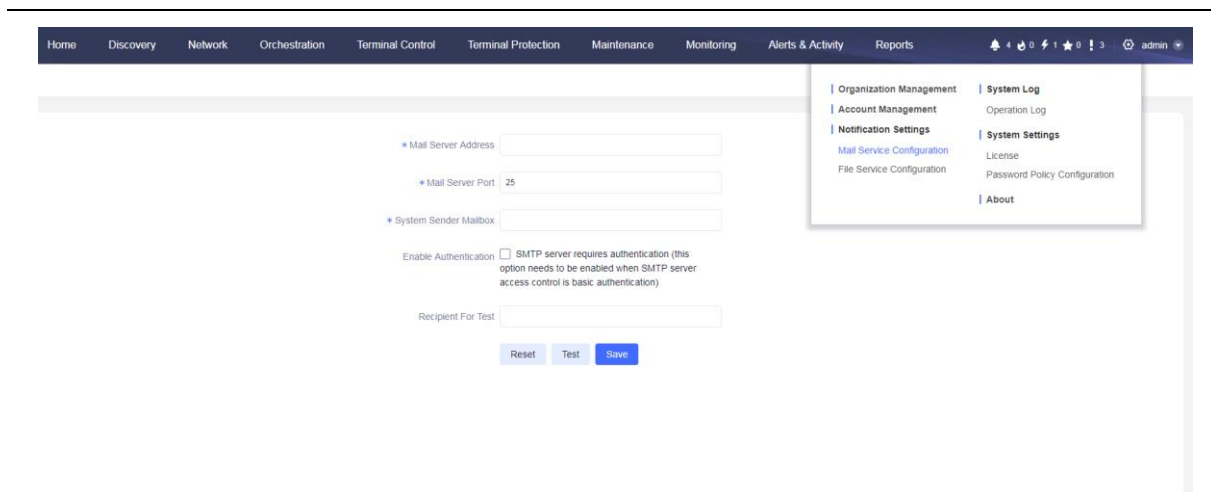 Home Discovery Network Orchestration Terminal Control Terminal Protection Maintenance Monitoring Alerts & Activity Reports 4 0 1 0 3 admin
Organization Management
Account Management
Notification Settings
Mail Service Configuration
File Service Configuration
System Log
Operation Log
System Settings
License
Password Policy Configuration
About
* Mail Server Address
* Mail Server Port 25
* System Sender Mailbox
Enable Authentication SMTP server requires authentication (this
option needs to be enabled when SMTP server
access control is basic authentication)
Recipient For Test
Reset Test Save